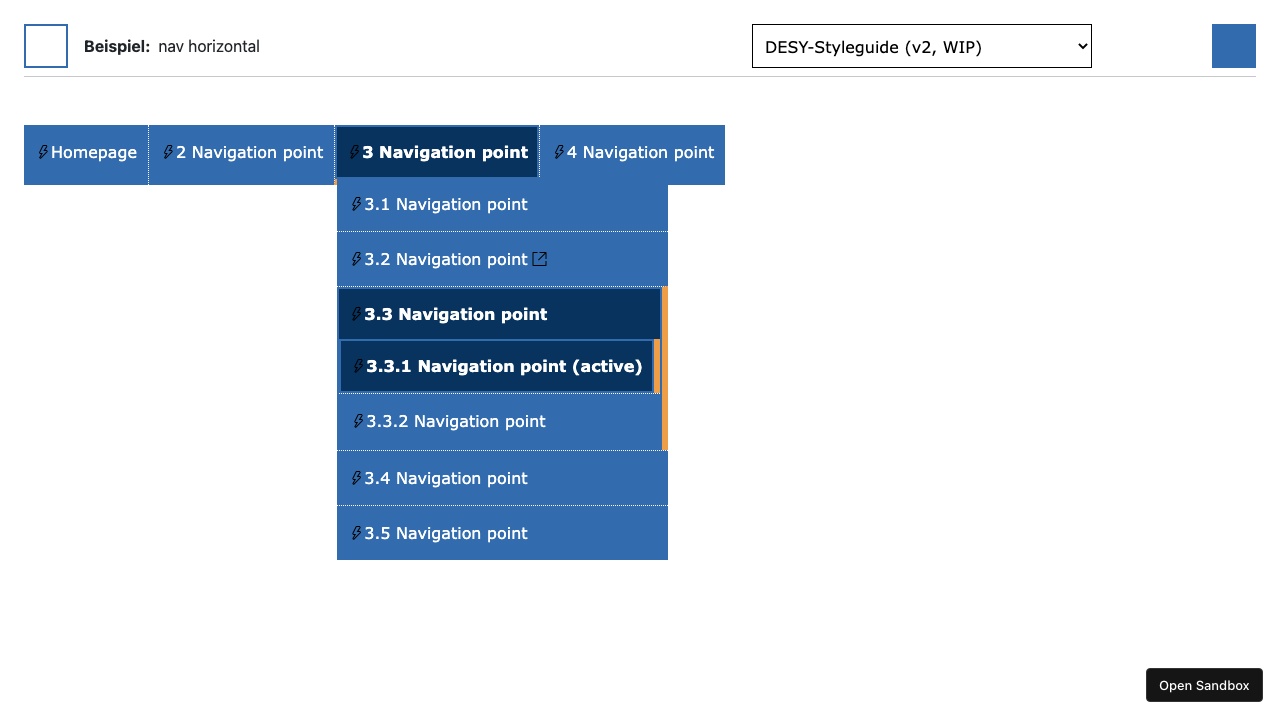 Beispiel: nav horizontal
DESY-Styleguide (v2, WIP)
Homepage
2 Navigation point
3 Navigation point
4 Navigation point
3.1 Navigation point
3.2 Navigation point
3.3 Navigation point
3.3.1 Navigation point (active)
3.3.2 Navigation point
3.4 Navigation point
3.5 Navigation point
Open Sandbox